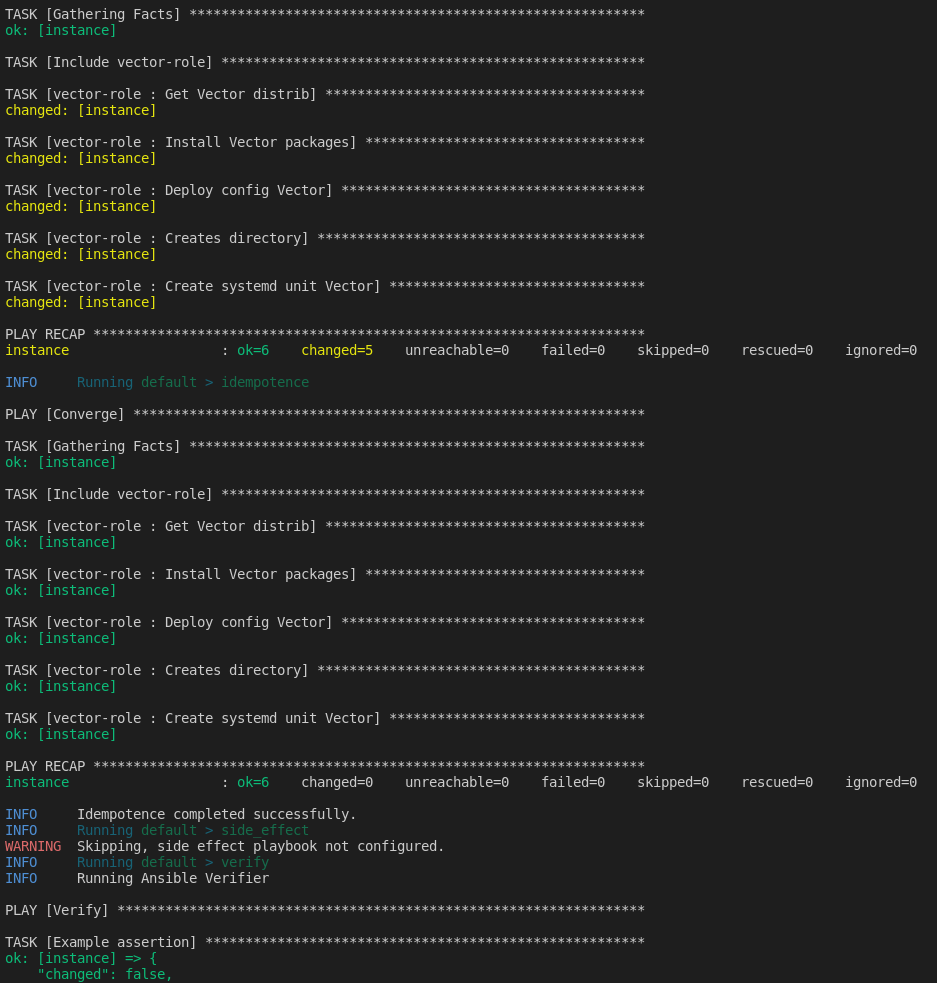 TASK [Gathering Facts] *********************************************************
ok: [instance]
TASK [Include vector-role] *****************************************************
TASK [vector-role : Get Vector distrib] ****************************************
changed: [instance]
TASK [vector-role : Install Vector packages] ***********************************
changed: [instance]
TASK [vector-role : Deploy config Vector] **************************************
changed: [instance]
TASK [vector-role : Creates directory] *****************************************
changed: [instance]
TASK [vector-role : Create systemd unit Vector] ********************************
changed: [instance]
PLAY RECAP *********************************************************************
instance                   : ok=6    changed=5    unreachable=0    failed=0    skipped=0    rescued=0    ignored=0
INFO     Running default > idempotence
PLAY [Converge] ****************************************************************
TASK [Gathering Facts] *********************************************************
ok: [instance]
TASK [Include vector-role] *****************************************************
TASK [vector-role : Get Vector distrib] ****************************************
ok: [instance]
TASK [vector-role : Install Vector packages] ***********************************
ok: [instance]
TASK [vector-role : Deploy config Vector] **************************************
ok: [instance]
TASK [vector-role : Creates directory] *****************************************
ok: [instance]
TASK [vector-role : Create systemd unit Vector] ********************************
ok: [instance]
PLAY RECAP *********************************************************************
instance                   : ok=6    changed=0    unreachable=0    failed=0    skipped=0    rescued=0    ignored=0
INFO     Idempotence completed successfully.
INFO     Running default > side_effect
WARNING  Skipping, side effect playbook not configured.
INFO     Running default > verify
INFO     Running Ansible Verifier
PLAY [Verify] ******************************************************************
TASK [Example assertion] *******************************************************
ok: [instance] => {
    "changed": false,